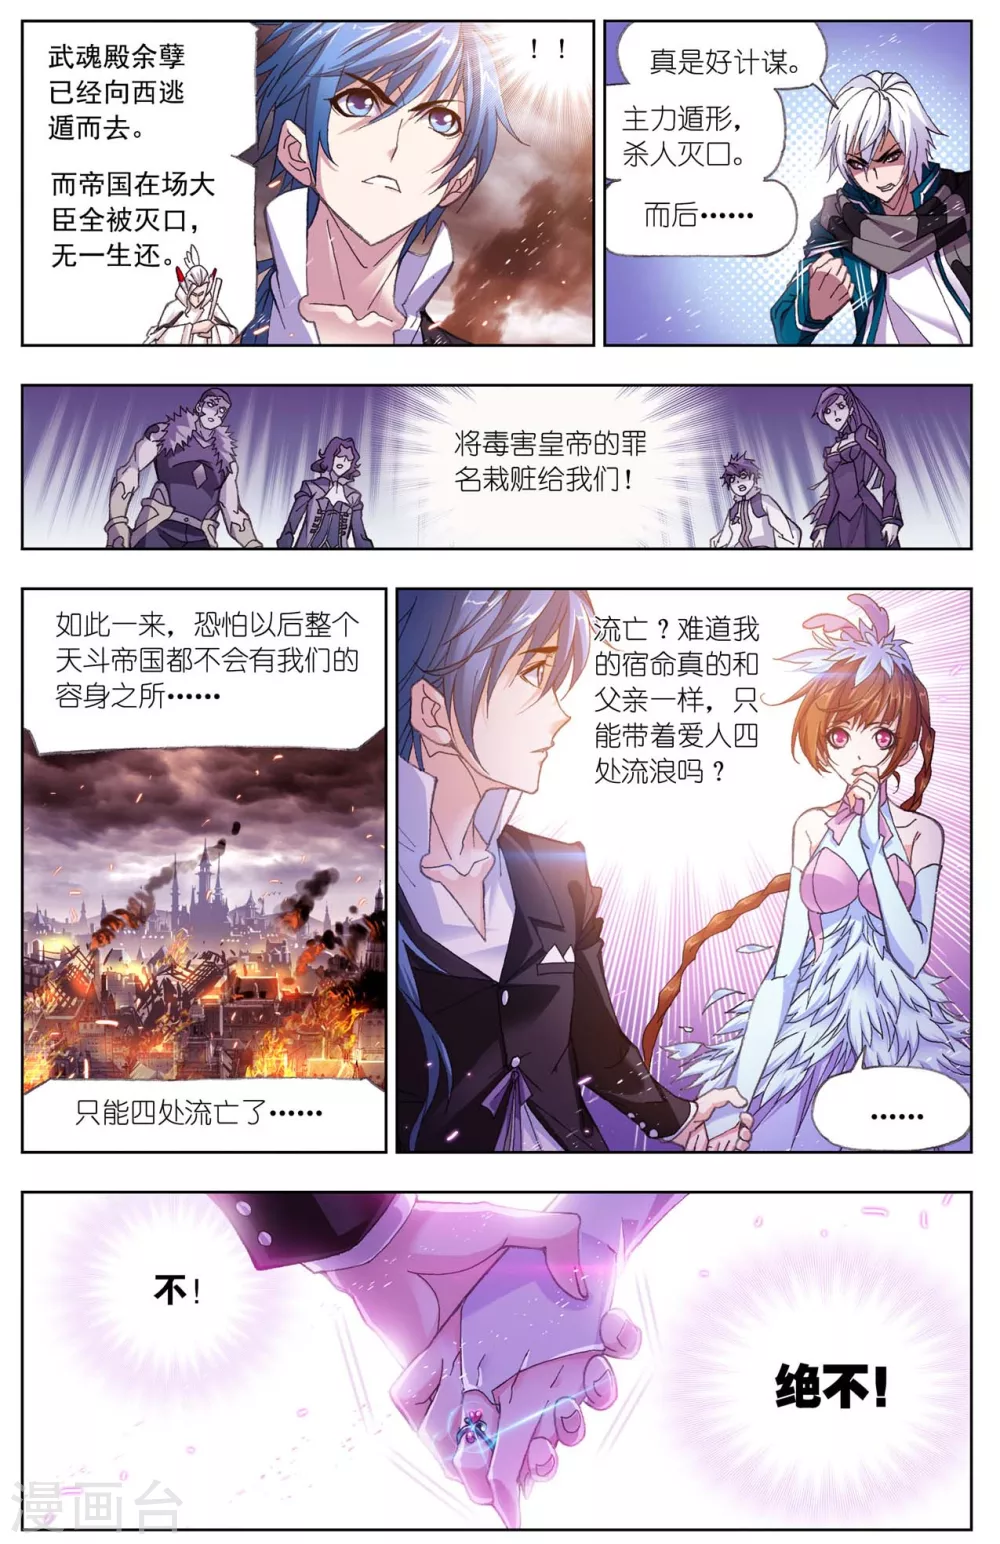 武魂殿余孽
已经向西逃
遁而去。
而帝国在场大
臣全被灭口，
无一生还。
！！
真是好计谋。
主力遁形，
杀人灭口。
而后……
将毒害皇帝的罪
名栽赃给我们！
如此一来，恐怕以后整个
天斗帝国都不会有我们的
容身之所……
只能四处流亡了……
流亡？难道我
的宿命真的和
父亲一样，只
能带着爱人四
处流浪吗？
……
不！
绝不！
漫画台